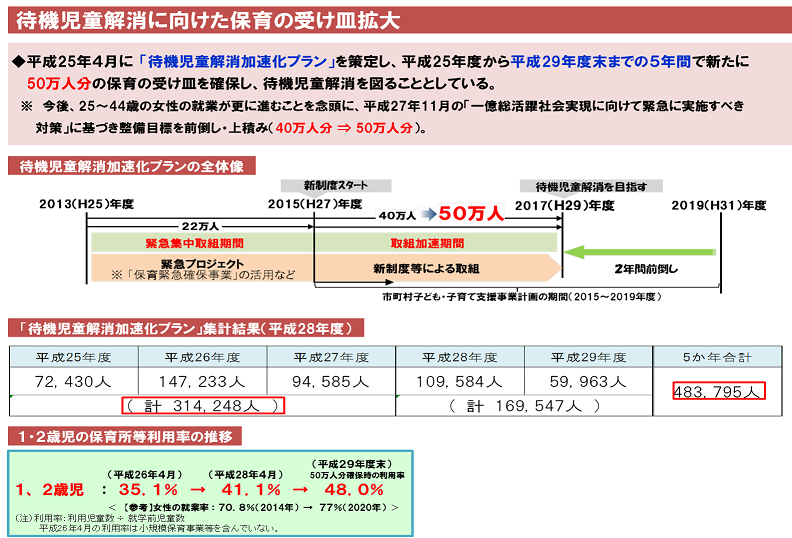 待機児童解消に向けた保育の受け皿拡大
◆平成25年４月に「待機児童解消加速化プラン」を策定し、平成25年度から平成29年度末までの５年間で新たに
50万人分の保育の受け皿を確保し、待機児童解消を図ることとしている。
※ 今後、25～44歳の女性の就業が更に進むことを念頭に、平成27年11月の「一億総活躍社会実現に向けて緊急に実施すべき
対策」に基づき整備目標を前倒し・上積み（40万人分 ⇒ 50万人分）。
待機児童解消加速化プランの全体像
新制度スタート
待機児童解消を目指す
2013(H25)年度
2015(H27)年度
2017(H29)年度
2019(H31)年度
40万人
50万人
22万人
緊急集中取組期間
取組加速期間
緊急プロジェクト
※「保育緊急確保事業」の活用など
新制度等による取組
2年間前倒し
市町村子ども・子育て支援事業計画の期間（2015～2019年度）
「待機児童解消加速化プラン」集計結果（平成28年度）
平成25年度 平成26年度 平成27年度 平成28年度 平成29年度 5か年合計
72,430人 147,233人 94,585人 109,584人 59,963人 483,795人
（ 計 314,248人 ） （ 計 169,547人 ）
１・２歳児の保育所等利用率の推移
（平成26年４月） （平成28年４月） （平成29年度末）
50万人分確保時の利用率
１、２歳児 ：３５．１％ → ４１．１％ → ４８．０％
＜ 【参考】女性の就業率：７０．８％（2014年） → ７７％（2020年） ＞
（注）利用率：利用児童数 ÷ 就学前児童数
平成26年４月の利用率は小規模保育事業等を含んでいない。